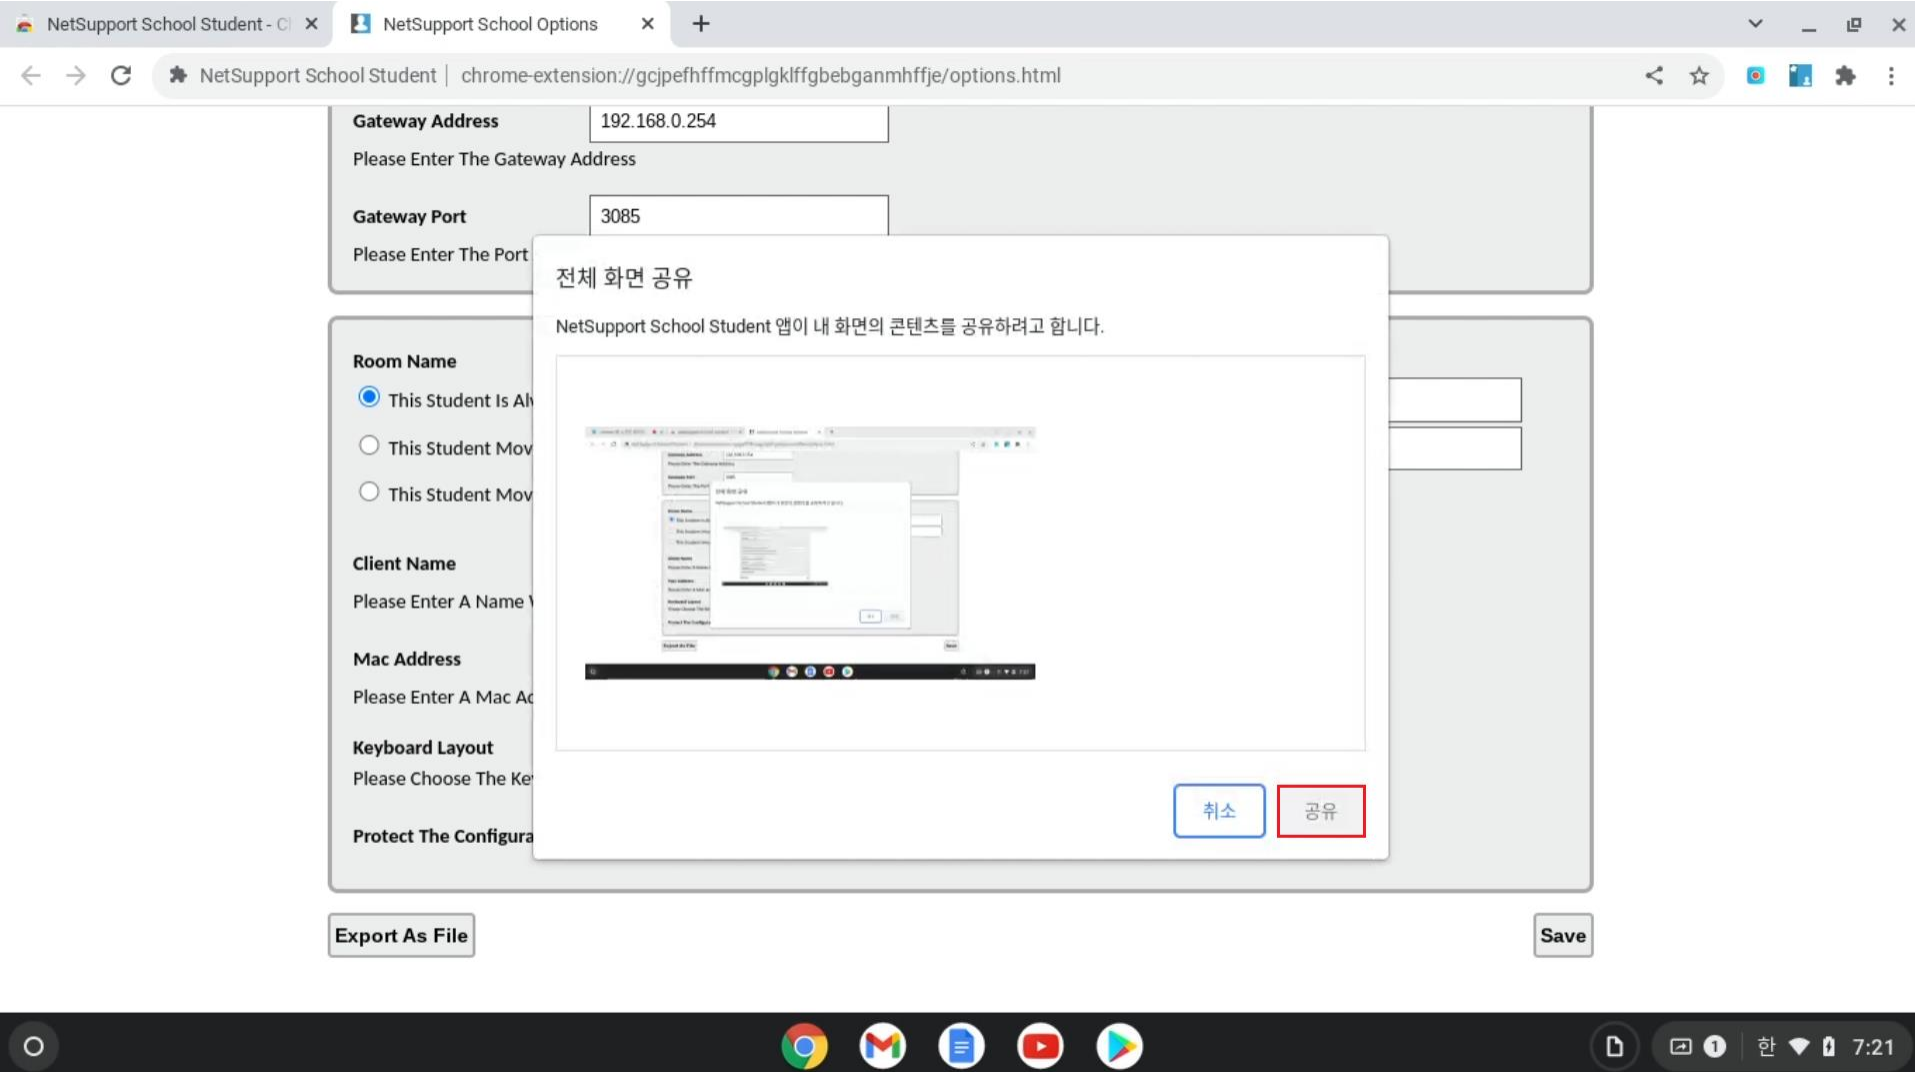 NetSupport School Student - C
NetSupport School Options
NetSupport School Student
chrome-extension://gcjpefhffmcgplgklffgbebganmhffje/options.html
Gateway Address
192.168.0.254
Please Enter The Gateway Address
Gateway Port
3085
Please Enter The Port
전체 화면 공유
NetSupport School Student 앱이 내 화면의 콘텐츠를 공유하려고 합니다.
Room Name
This Student Is Al
This Student Mov
This Student Mov
Client Name
Please Enter A Name
Mac Address
Please Enter A Mac Ad
Keyboard Layout
Please Choose The Key
Protect The Configura
취소
공유
Export As File
Save
1
한
7:21